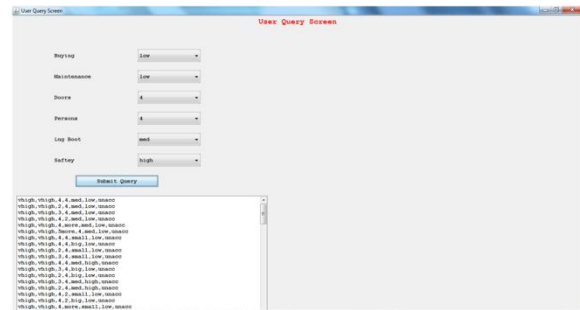 User Query Screen
User Query Screen
Buying low
Maintenance low
Doors 4
Persons 4
Lug Boot med
Saftey high
Submit Query
vhigh,vhigh,4,4,med,low,unacc
vhigh,vhigh,2,4,med,low,unacc
vhigh,vhigh,3,4,med,low,unacc
vhigh,vhigh,4,2,med,low,unacc
vhigh,vhigh,4,more,med,low,unacc
vhigh,vhigh,5more,4,med,low,unacc
vhigh,vhigh,4,4,small,low,unacc
vhigh,vhigh,4,4,big,low,unacc
vhigh,vhigh,2,4,small,low,unacc
vhigh,vhigh,3,4,small,low,unacc
vhigh,vhigh,4,4,med,high,unacc
vhigh,vhigh,3,4,big,low,unacc
vhigh,vhigh,2,4,big,low,unacc
vhigh,vhigh,3,4,med,high,unacc
vhigh,vhigh,2,4,med,high,unacc
vhigh,vhigh,4,2,small,low,unacc
vhigh,vhigh,4,2,big,low,unacc
vhigh,vhigh,4,more,small,low,unacc